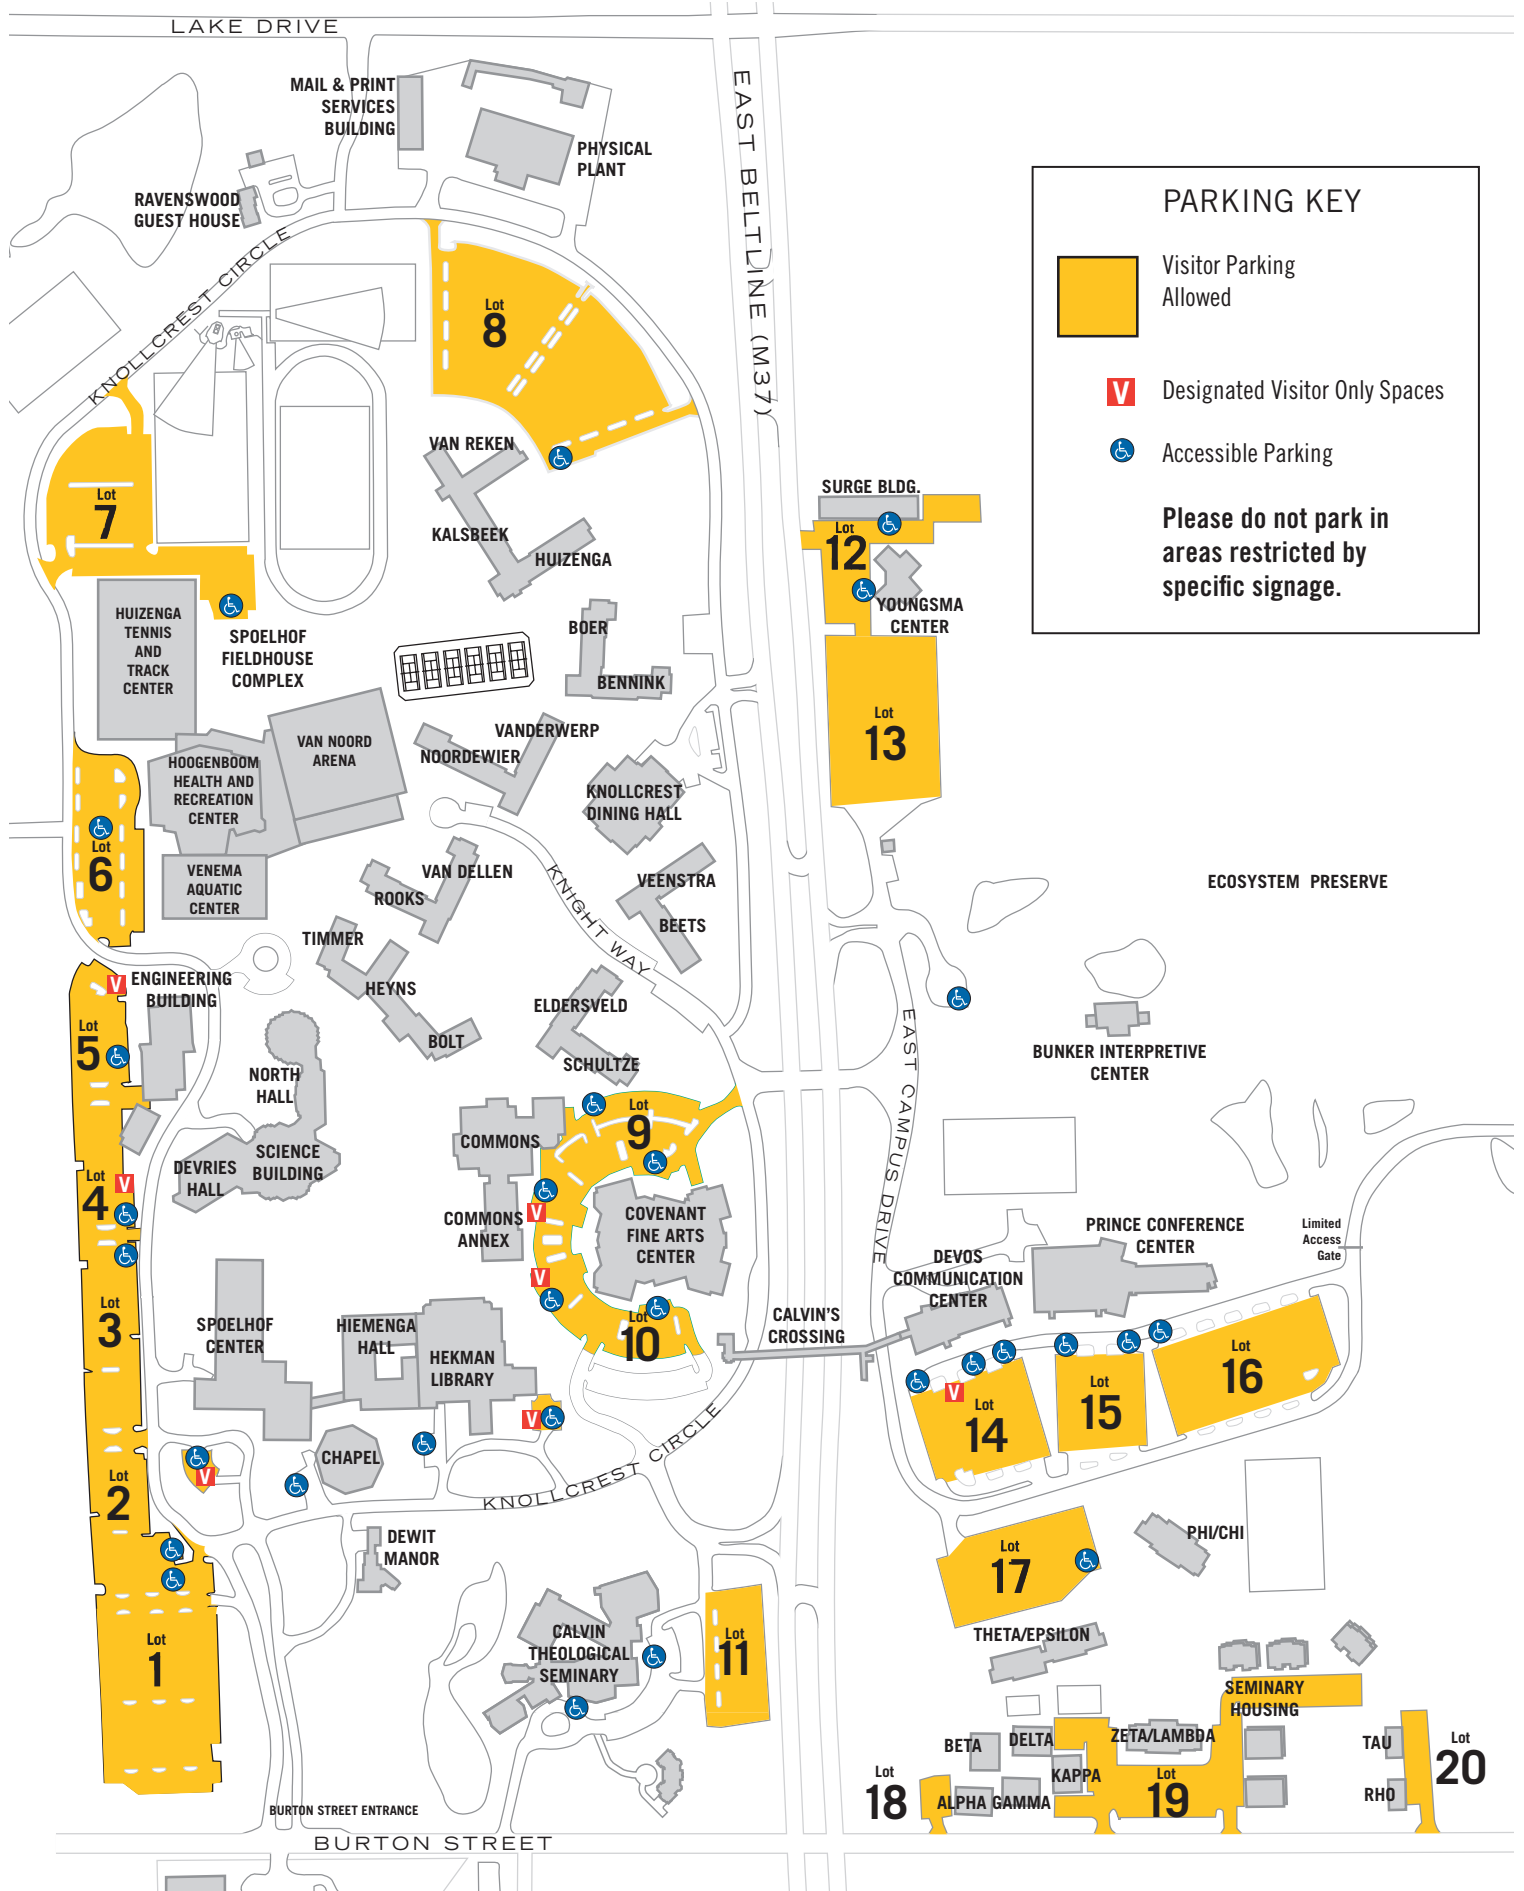 LAKE DRIVE
MAIL & PRINT
SERVICES
BUILDING
PHYSICAL
PLANT
RAVENSWOOD
GUEST HOUSE
KNOLLCREST CIRCLE
EAST BELTLINE (M37)
PARKING KEY
Visitor Parking
Allowed
V
Designated Visitor Only Spaces
Accessible Parking
Please do not park in
areas restricted by
specific signage.
Lot
8
VAN REKEN
KALSBEEK
HUIZENGA
Lot
7
SURGE BLDG.
Lot
12
YOUNGSMA
CENTER
HUIZENGA
TENNIS
AND
TRACK
CENTER
SPOELHOF
FIELDHOUSE
COMPLEX
BOER
BENNINK
Lot
13
VAN NOORD
ARENA
HOOGENBOOM
HEALTH AND
RECREATION
CENTER
VANDERWERP
NOORDEWIER
KNOLLCREST
DINING HALL
Lot
6
VENEMA
AQUATIC
CENTER
VAN DELLEN
ROOKS
KNIGHT WAY
VEENSTRA
BEETS
ECOSYSTEM PRESERVE
TIMMER
HEYNS
BOLT
ELDERSVELD
SCHULTZE
V
ENGINEERING
BUILDING
Lot
5
NORTH
HALL
EAST CAMPUS DRIVE
BUNKER INTERPRETIVE
CENTER
COMMONS
Lot
9
DEVRIES
HALL
SCIENCE
BUILDING
Lot
4
V
COMMONS
ANNEX
V
COVENANT
FINE ARTS
CENTER
V
PRINCE CONFERENCE
CENTER
Limited
Access
Gate
DEVOS
COMMUNICATION
CENTER
Lot
3
SPOELHOF
CENTER
HIEMENGA
HALL
HEKMAN
LIBRARY
Lot
10
CALVIN'S
CROSSING
V
Lot
14
Lot
15
Lot
16
V
CHAPEL
V
Lot
2
KNOLLCREST CIRCLE
DEWIT
MANOR
Lot
17
PHI/CHI
CALVIN
THEOLOGICAL
SEMINARY
Lot
11
THETA/EPSILON
Lot
1
SEMINARY
HOUSING
BETA
DELTA
ZETA/LAMBDA
KAPPA
ALPHA
GAMMA
Lot
18
Lot
19
TAU
RHO
Lot
20
BURTON STREET ENTRANCE
BURTON STREET